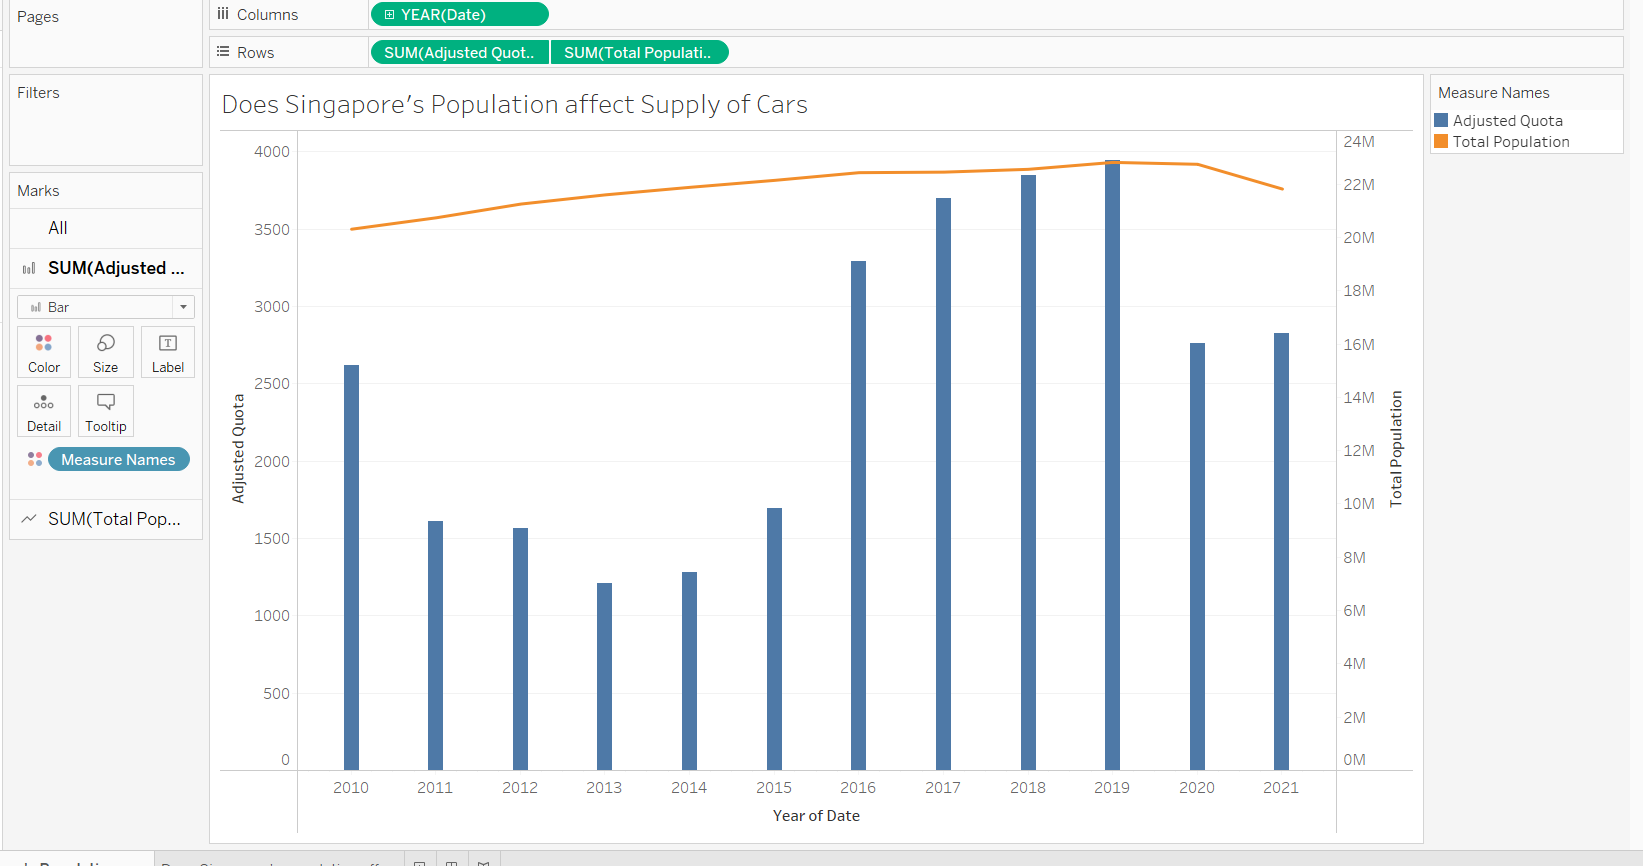 Pages
Columns
YEAR(Date)
Rows
SUM(Adjusted Quot..
SUM(Total Populati..
Filters
Marks
All
SUM(Adjusted ...
Bar
Color
Size
Label
Detail
Tooltip
Measure Names
SUM(Total Pop...
Does Singapore's Population affect Supply of Cars
4000
3500
3000
2500
2000
1500
1000
500
0
Adjusted Quota
24M
22M
20M
18M
16M
14M
12M
10M
8M
6M
4M
2M
0M
Total Population
2010 2011 2012 2013 2014 2015 2016 2017 2018 2019 2020 2021
Year of Date
Measure Names
Adjusted Quota
Total Population